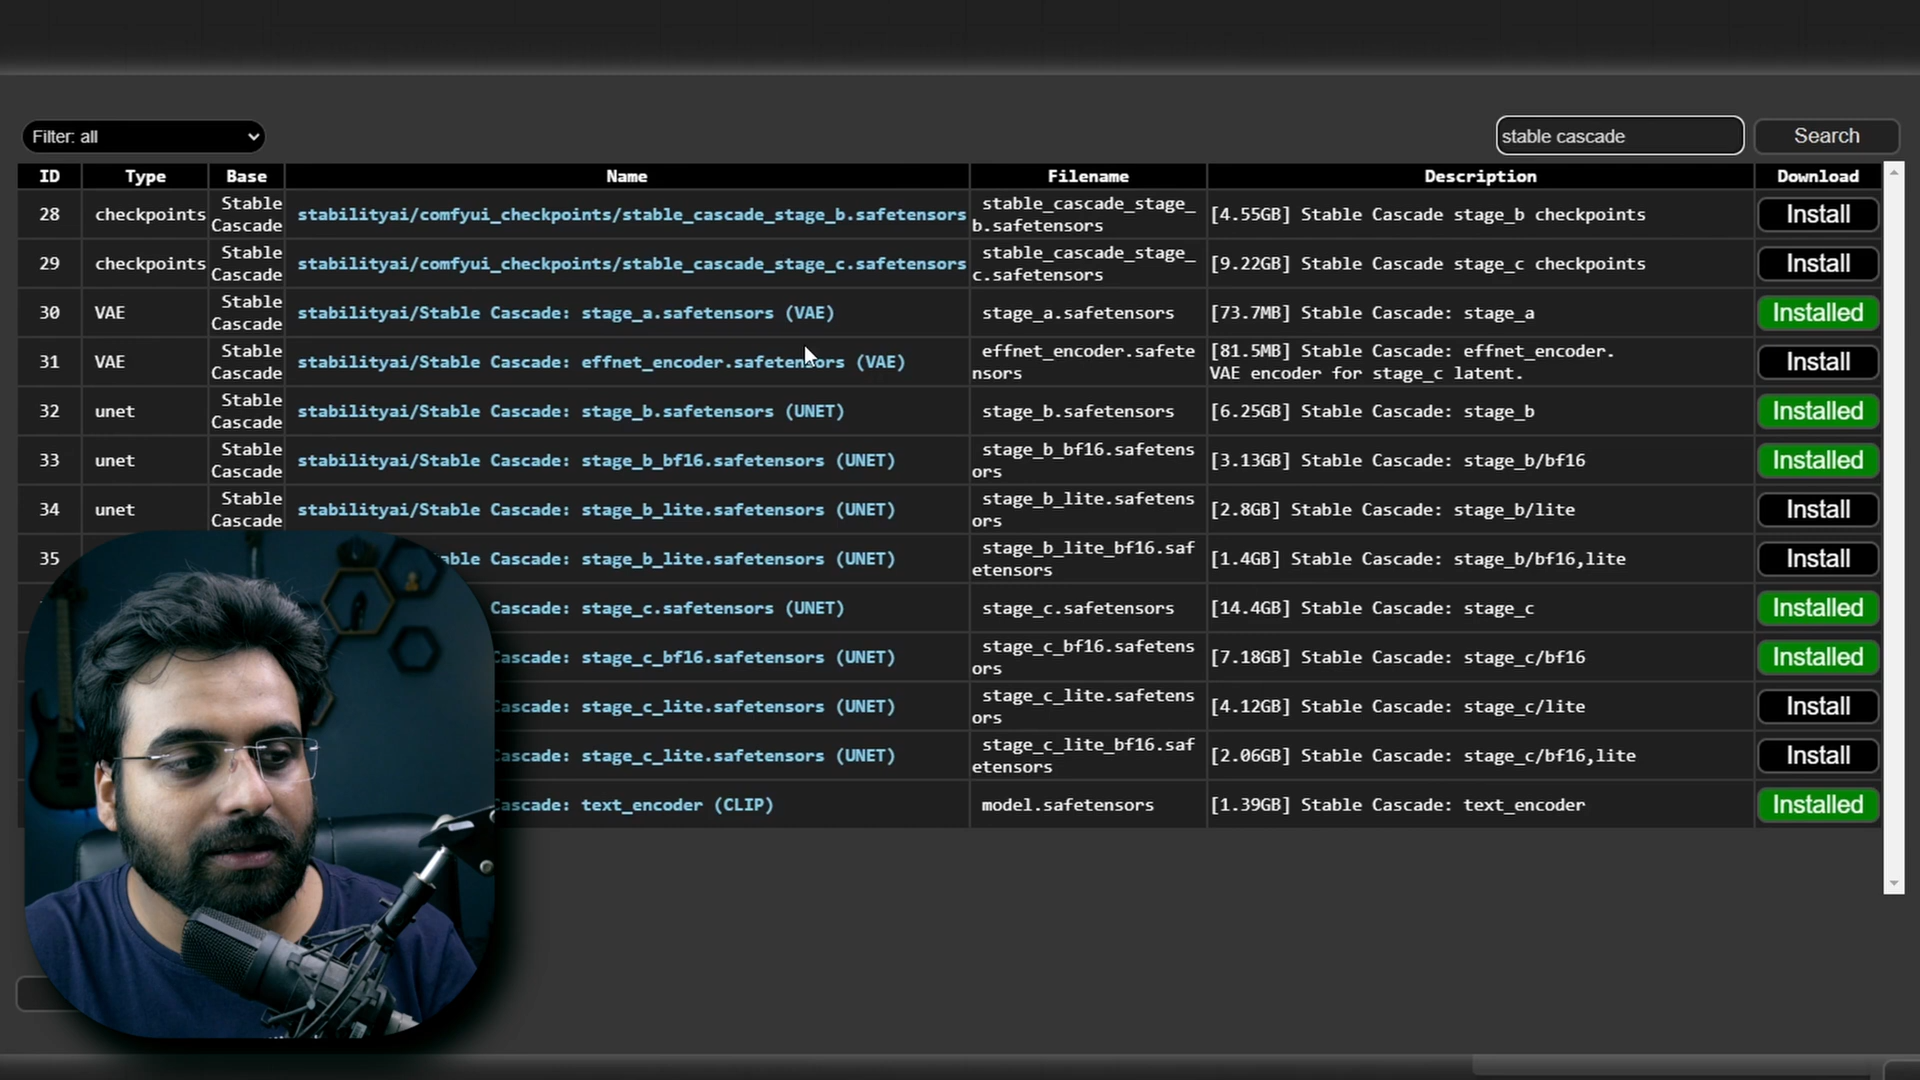 Filter: all
stable cascade
Search
ID Type Base Name Filename Description Download
28 checkpoints Stable Cascade stabilityai/comfyui_checkpoints/stable_cascade_stage_b.safetensors stable_cascade_stage_ b.safetensors [4.55GB] Stable Cascade stage_b checkpoints Install
29 checkpoints Stable Cascade stabilityai/comfyui_checkpoints/stable_cascade_stage_c.safetensors stable_cascade_stage_ c.safetensors [9.22GB] Stable Cascade stage_c checkpoints Install
30 VAE Stable Cascade stabilityai/Stable Cascade: stage_a.safetensors (VAE) stage_a.safetensors [73.7MB] Stable Cascade: stage_a Installed
31 VAE Stable Cascade stabilityai/Stable Cascade: effnet_encoder.safetensors (VAE) effnet_encoder.safete nsors [81.5MB] Stable Cascade: effnet_encoder. VAE encoder for stage_c latent. Install
32 unet Stable Cascade stabilityai/Stable Cascade: stage_b.safetensors (UNET) stage_b.safetensors [6.25GB] Stable Cascade: stage_b Installed
33 unet Stable Cascade stabilityai/Stable Cascade: stage_b_bf16.safetensors (UNET) stage_b_bf16.safetens ors [3.13GB] Stable Cascade: stage_b/bf16 Installed
34 unet Stable Cascade stabilityai/Stable Cascade: stage_b_lite.safetensors (UNET) stage_b_lite.safetens ors [2.8GB] Stable Cascade: stage_b/lite Install
35 Cascade: stage_b_lite.safetensors (UNET) stage_b_lite_bf16.saf etensors [1.4GB] Stable Cascade: stage_b/bf16,lite Install
Cascade: stage_c.safetensors (UNET) stage_c.safetensors [14.4GB] Stable Cascade: stage_c Installed
Cascade: stage_c_bf16.safetensors (UNET) stage_c_bf16.safetens ors [7.18GB] Stable Cascade: stage_c/bf16 Installed
Cascade: stage_c_lite.safetensors (UNET) stage_c_lite.safetens ors [4.12GB] Stable Cascade: stage_c/lite Install
Cascade: stage_c_lite.safetensors (UNET) stage_c_lite_bf16.saf etensors [2.06GB] Stable Cascade: stage_c/bf16,lite Install
Cascade: text_encoder (CLIP) model.safetensors [1.39GB] Stable Cascade: text_encoder Installed